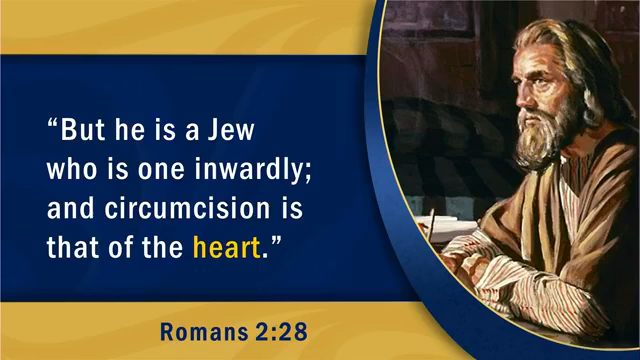 “But he is a Jew
who is one inwardly;
and circumcision is
that of the heart.”
Romans 2:28